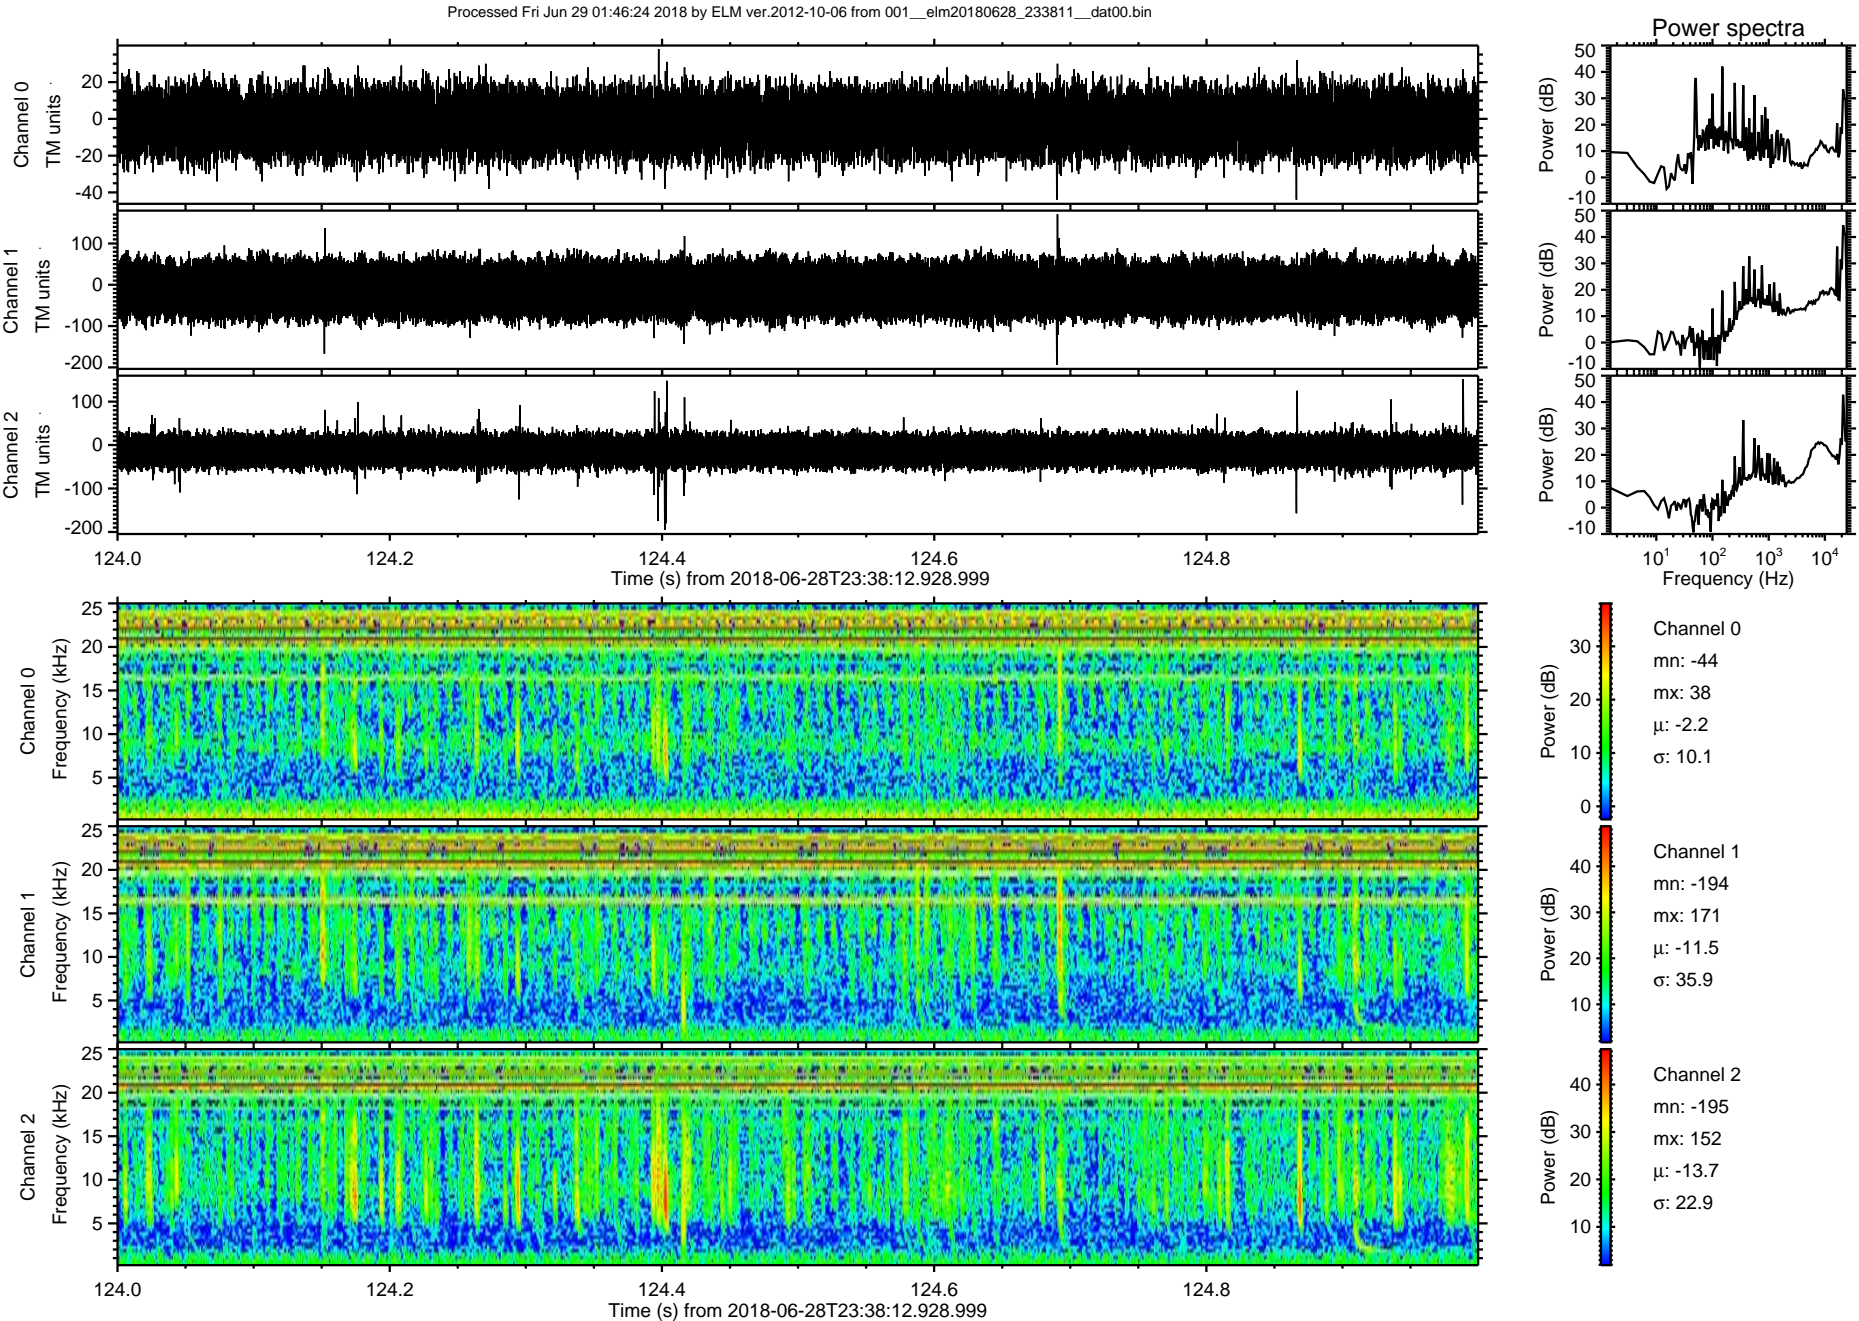 Processed Fri Jun 29 01:46:24 2018 by ELM ver.2012-10-06 from 001__elm20180628_233811__dat00.bin
Power spectra
Channel 0
TM units
20
0
-20
-40
Power (dB)
50
40
30
20
10
0
-10
Channel 1
TM units
100
0
-100
-200
Power (dB)
50
40
30
20
10
0
-10
Channel 2
TM units
100
0
-100
-200
Power (dB)
50
40
30
20
10
0
-10
124.0 124.2 124.4 124.6 124.8
Time (s) from 2018-06-28T23:38:12.928.999
10^1 10^2 10^3 10^4
Frequency (Hz)
Channel 0
Frequency (kHz)
25
20
15
10
5
Power (dB)
30
20
10
0
Channel 0
mn: -44
mx: 38
μ: -2.2
σ: 10.1
Channel 1
Frequency (kHz)
25
20
15
10
5
Power (dB)
40
30
20
10
Channel 1
mn: -194
mx: 171
μ: -11.5
σ: 35.9
Channel 2
Frequency (kHz)
25
20
15
10
5
Power (dB)
40
30
20
10
Channel 2
mn: -195
mx: 152
μ: -13.7
σ: 22.9
124.0 124.2 124.4 124.6 124.8
Time (s) from 2018-06-28T23:38:12.928.999